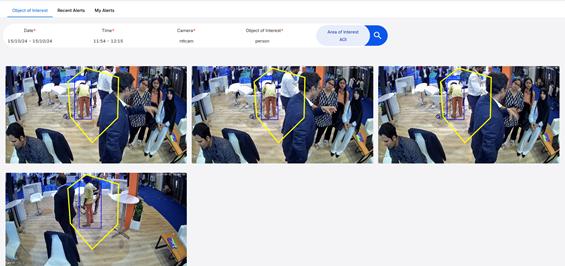 Object of Interest Recent Alerts My Alerts
Date* Time* Camera* Object of Interest* Area of Interest
AOI
15/10/24 - 15/10/24 11:54 - 12:15 person